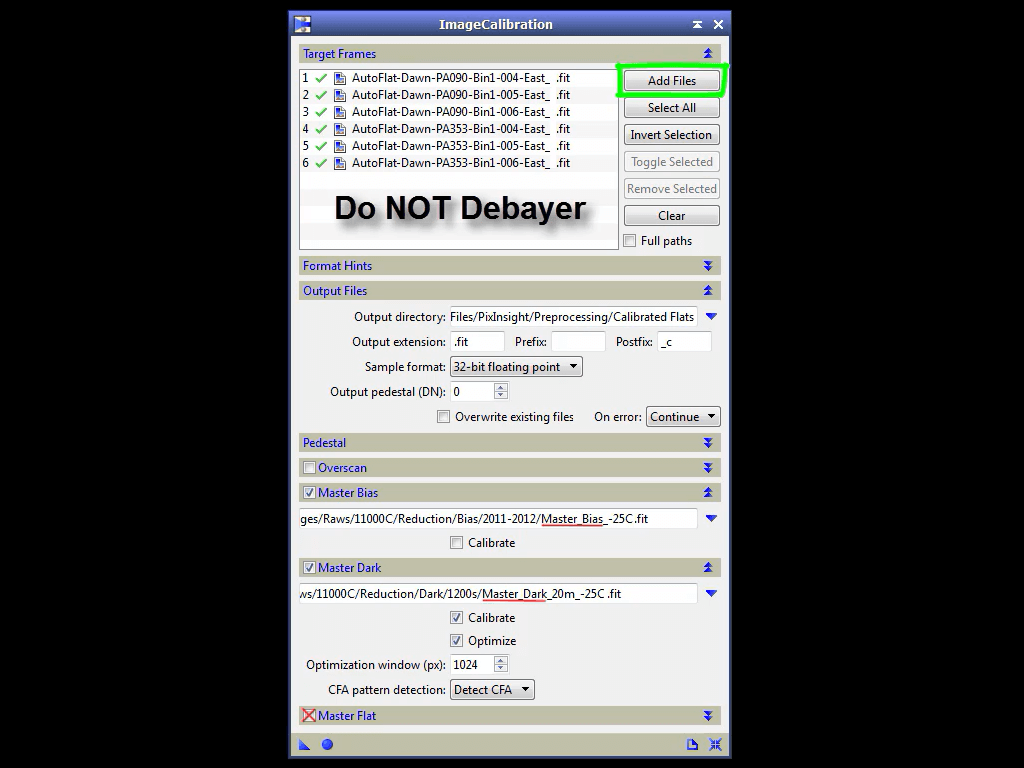 ImageCalibration
Target Frames
1 AutoFlat-Dawn-PA090-Bin1-004-East_ .fit
2 AutoFlat-Dawn-PA090-Bin1-005-East_ .fit
3 AutoFlat-Dawn-PA090-Bin1-006-East_ .fit
4 AutoFlat-Dawn-PA353-Bin1-004-East_ .fit
5 AutoFlat-Dawn-PA353-Bin1-005-East_ .fit
6 AutoFlat-Dawn-PA353-Bin1-006-East_ .fit
Do NOT Debayer
Add Files
Select All
Invert Selection
Toggle Selected
Remove Selected
Clear
Full paths
Format Hints
Output Files
Output directory: Files/PixInsight/Preprocessing/Calibrated Flats
Output extension: .fit Prefix: Postfix: _c
Sample format: 32-bit floating point
Output pedestal (DN): 0
Overwrite existing files On error: Continue
Pedestal
Overscan
Master Bias
ges/Raws/11000C/Reduction/Bias/2011-2012/Master_Bias_-25C.fit
Calibrate
Master Dark
ws/11000C/Reduction/Dark/1200s/Master_Dark_20m_-25C .fit
Calibrate
Optimize
Optimization window (px): 1024
CFA pattern detection: Detect CFA
Master Flat